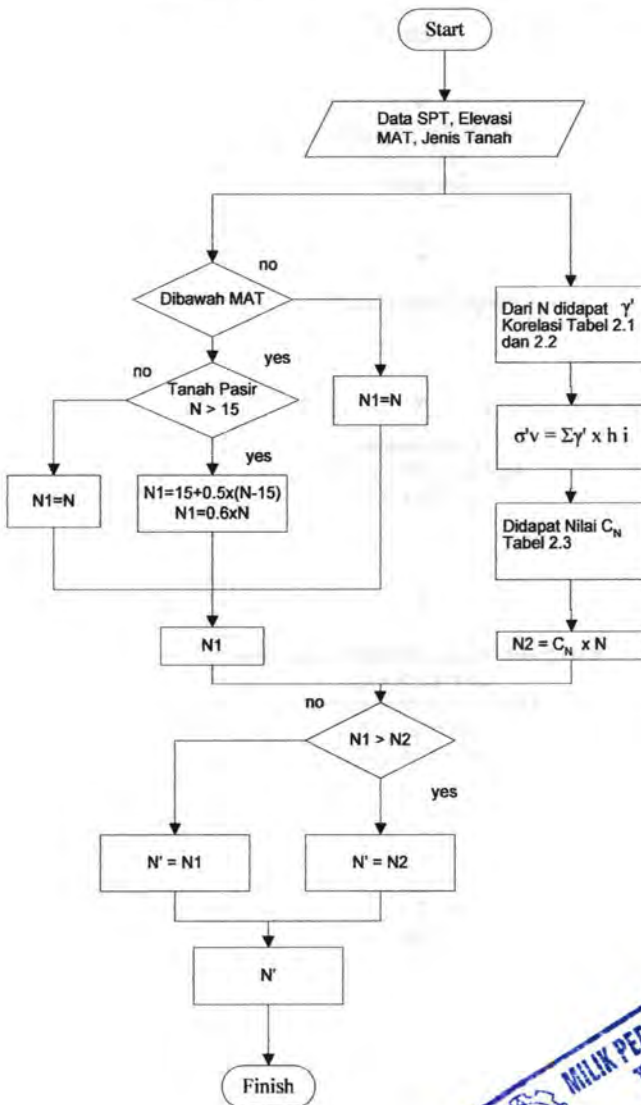 Start
Data SPT, Elevasi
MAT, Jenis Tanah
no
Dibawah MAT
yes
no
Tanah Pasir
N > 15
N1=N
yes
N1=N
N1=15+0.5x(N-15)
N1=0.6xN
N1
Dari N didapat γ'
Korelasi Tabel 2.1
dan 2.2
σ'v = Σγ' x h i
Didapat Nilai C_N
Tabel 2.3
N2 = C_N x N
no
N1 > N2
yes
N' = N1
N' = N2
N'
Finish
MILIK